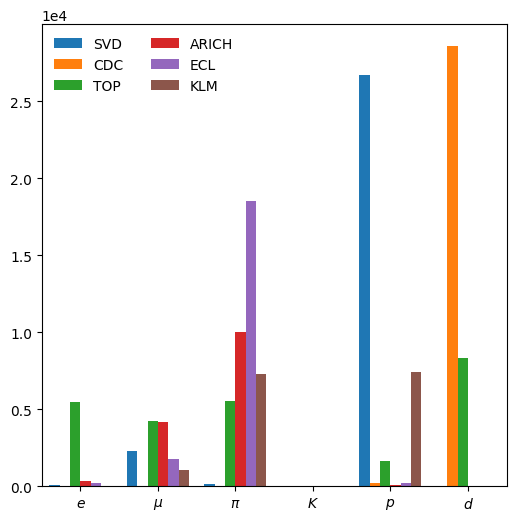 1e4
SVD ARICH
CDC ECL
TOP KLM
2.5
2.0
1.5
1.0
0.5
0.0
e μ π K p d